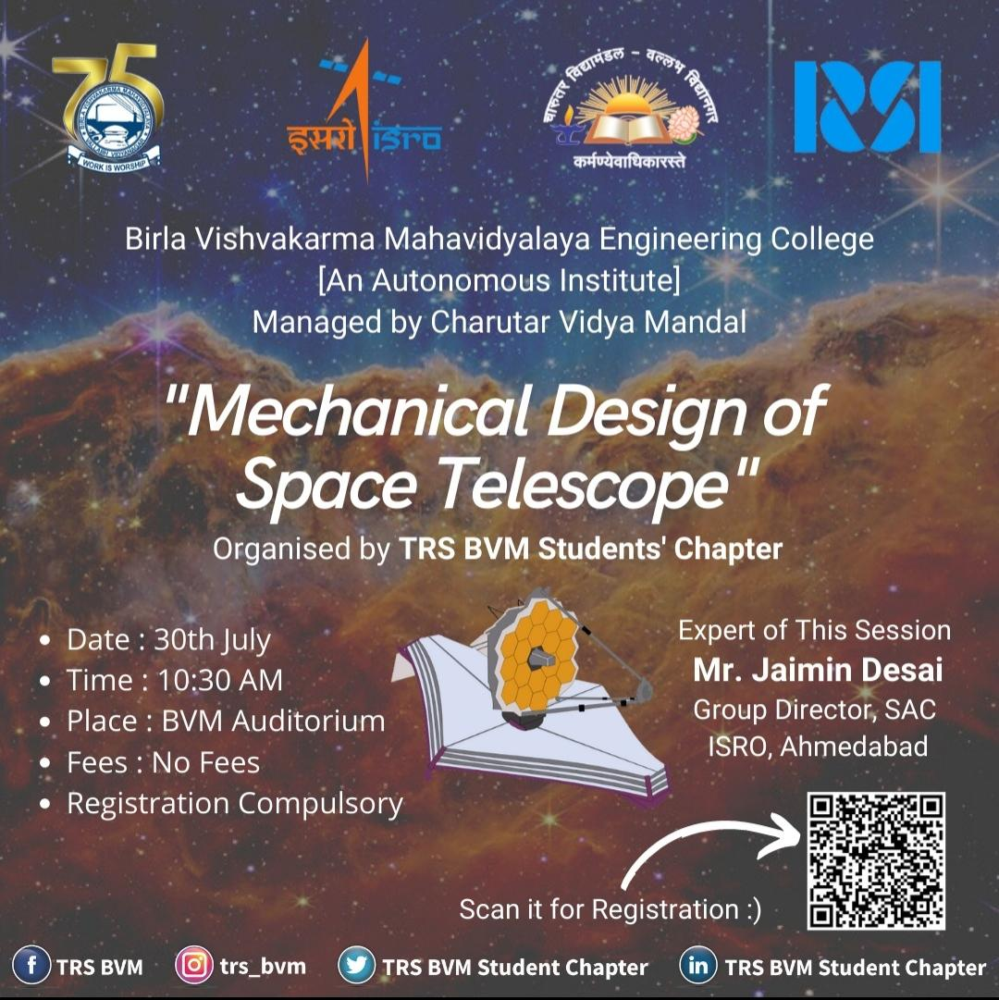 75
BIRLA VISHVAKARMA MAHAVIDYALAYA
VALLABH VIDYANAGAR
WORK IS WORSHIP
इसरो isro
चारुतर विद्यामंडल - वल्लभ विद्यानगर
कर्मण्येवाधिकारस्ते
RSI
Birla Vishvakarma Mahavidyalaya Engineering College
[An Autonomous Institute]
Managed by Charutar Vidya Mandal
"Mechanical Design of
Space Telescope"
Organised by TRS BVM Students' Chapter
• Date : 30th July
• Time : 10:30 AM
• Place : BVM Auditorium
• Fees : No Fees
• Registration Compulsory
Expert of This Session
Mr. Jaimin Desai
Group Director, SAC
ISRO, Ahmedabad
Scan it for Registration :)
f TRS BVM
trs_bvm
TRS BVM Student Chapter
in TRS BVM Student Chapter